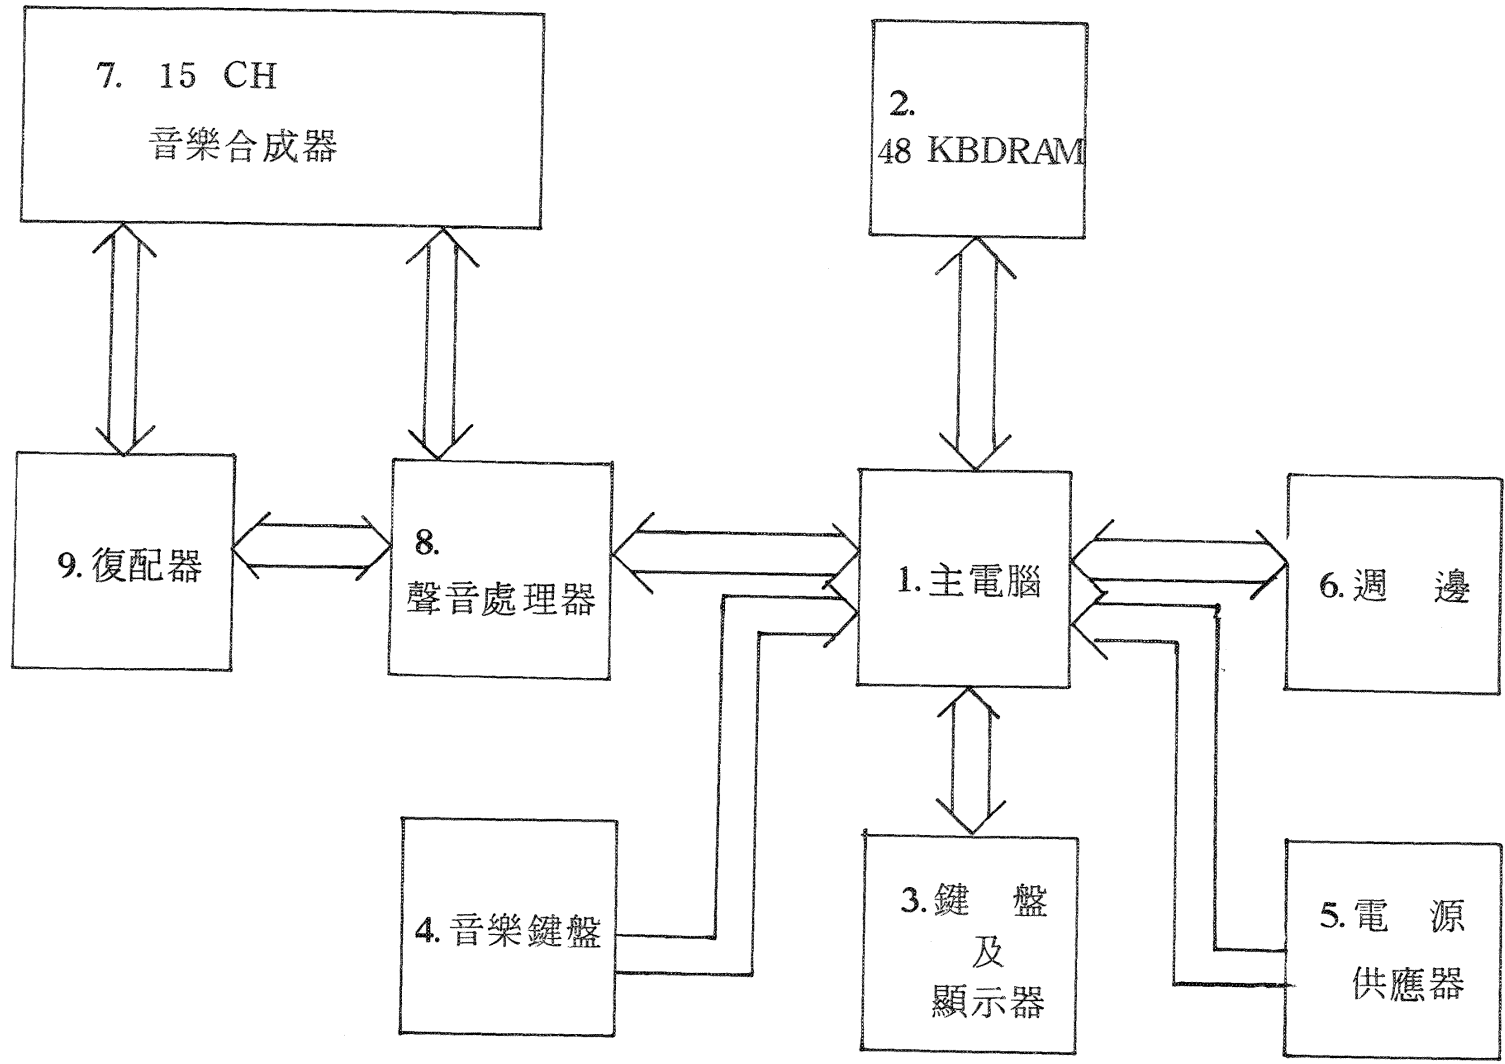 7. 15 CH
音樂合成器
2.
48 KBDRAM
9.復配器
8.
聲音處理器
1.主電腦
6.週 邊
4.音樂鍵盤
3.鍵 盤
及
顯示器
5.電 源
供應器